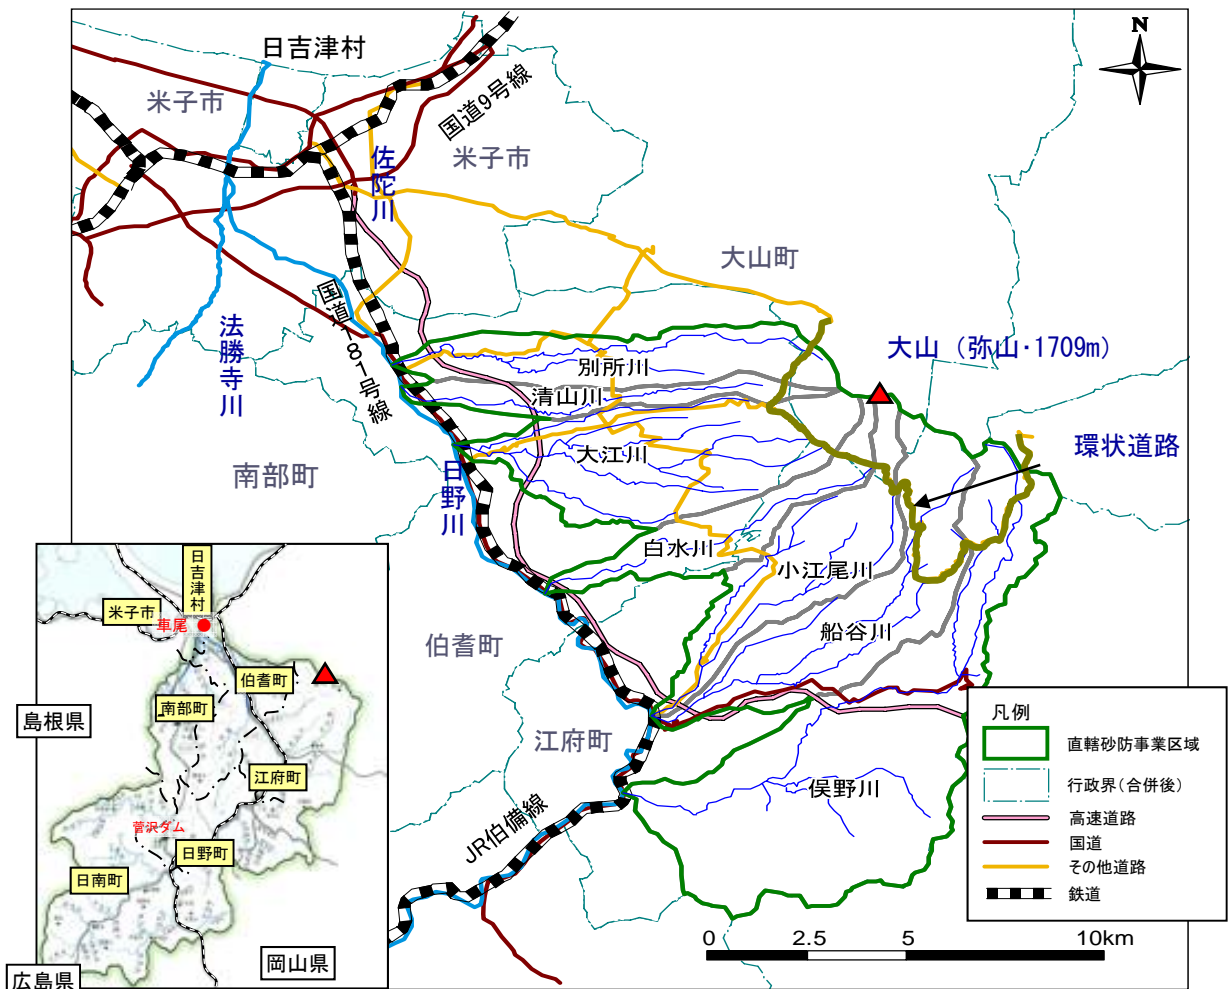 N
日吉津村
米子市
国道9号線
米子市
佐陀川
大山町
法勝寺川
国道181号線
別所川
大山（弥山・1709m）
清山川
環状道路
大江川
南部町
日野川
白水川
小江尾川
船谷川
伯耆町
江府町
俣野川
JR伯備線
0 2.5 5 10km
凡例
直轄砂防事業区域
行政界(合併後)
高速道路
国道
その他道路
鉄道
日吉津村
米子市
車尾
伯耆町
南部町
島根県
江府町
菅沢ダム
日野町
日南町
岡山県
広島県